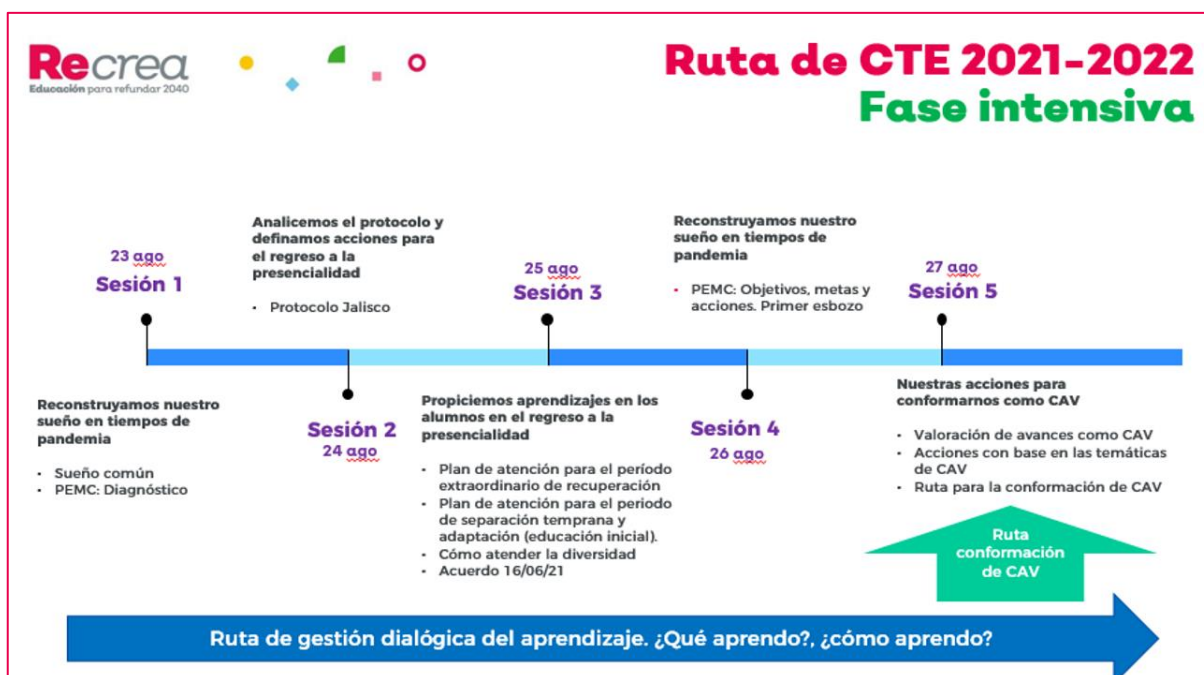 Recrea
Educación para refundar 2040
Ruta de CTE 2021-2022
Fase intensiva
23 ago
Sesión 1
Reconstruyamos nuestro
sueño en tiempos de
pandemia
• Sueño común
• PEMC: Diagnóstico
Analicemos el protocolo y
definamos acciones para
el regreso a la
presencialidad
• Protocolo Jalisco
Sesión 2
24 ago
25 ago
Sesión 3
Propiciemos aprendizajes en los
alumnos en el regreso a la
presencialidad
• Plan de atención para el período
extraordinario de recuperación
• Plan de atención para el periodo
de separación temprana y
adaptación (educación inicial).
• Cómo atender la diversidad
• Acuerdo 16/06/21
Reconstruyamos nuestro
sueño en tiempos de
pandemia
• PEMC: Objetivos, metas y
acciones. Primer esbozo
Sesión 4
26 ago
27 ago
Sesión 5
Nuestras acciones para
conformarnos como CAV
• Valoración de avances como CAV
• Acciones con base en las temáticas
de CAV
• Ruta para la conformación de CAV
Ruta
conformación
de CAV
Ruta de gestión dialógica del aprendizaje. ¿Qué aprendo?, ¿cómo aprendo?